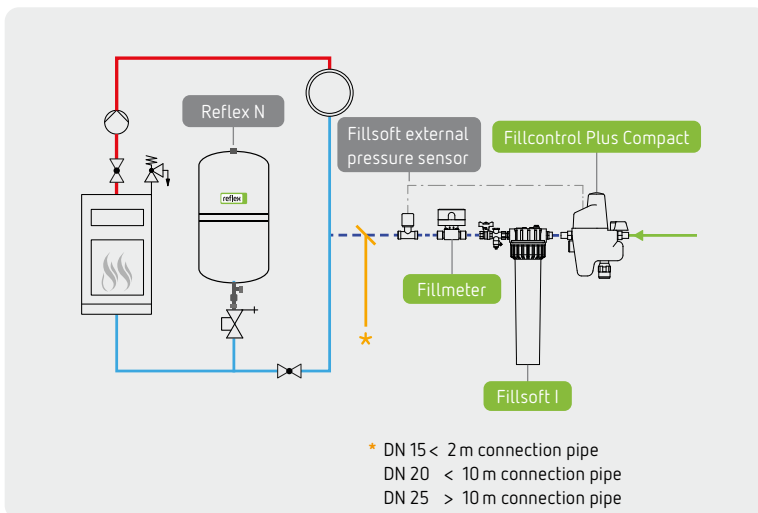 Reflex N
Fillsoft external
pressure sensor
Fillcontrol Plus Compact
reflex
Fillmeter
Fillsoft I
* DN 15 < 2 m connection pipe
DN 20 < 10 m connection pipe
DN 25 > 10 m connection pipe